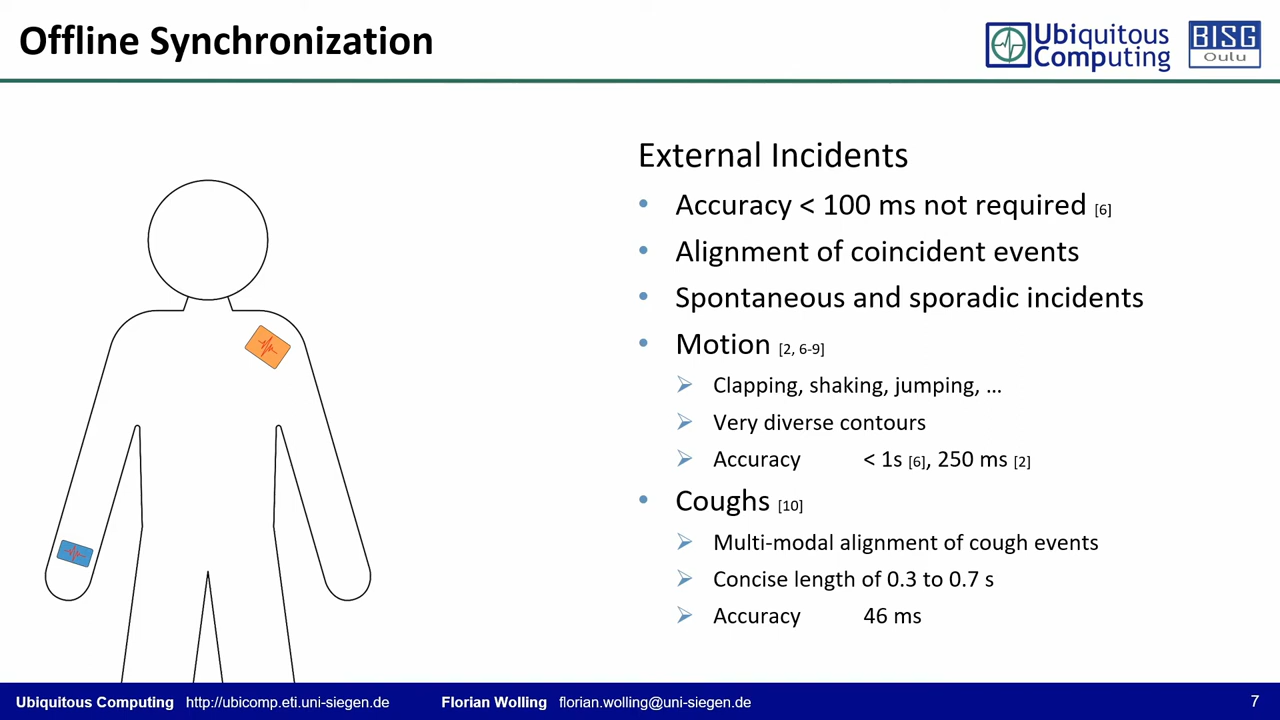 Offline Synchronization
Ubiquitous
Computing
BISG
Oulu
External Incidents
• Accuracy < 100 ms not required [6]
• Alignment of coincident events
• Spontaneous and sporadic incidents
• Motion [2, 6-9]
➢ Clapping, shaking, jumping, ...
➢ Very diverse contours
➢ Accuracy < 1s [6], 250 ms [2]
• Coughs [10]
➢ Multi-modal alignment of cough events
➢ Concise length of 0.3 to 0.7 s
➢ Accuracy 46 ms
Ubiquitous Computing http://ubicomp.eti.uni-siegen.de Florian Wolling florian.wolling@uni-siegen.de 7